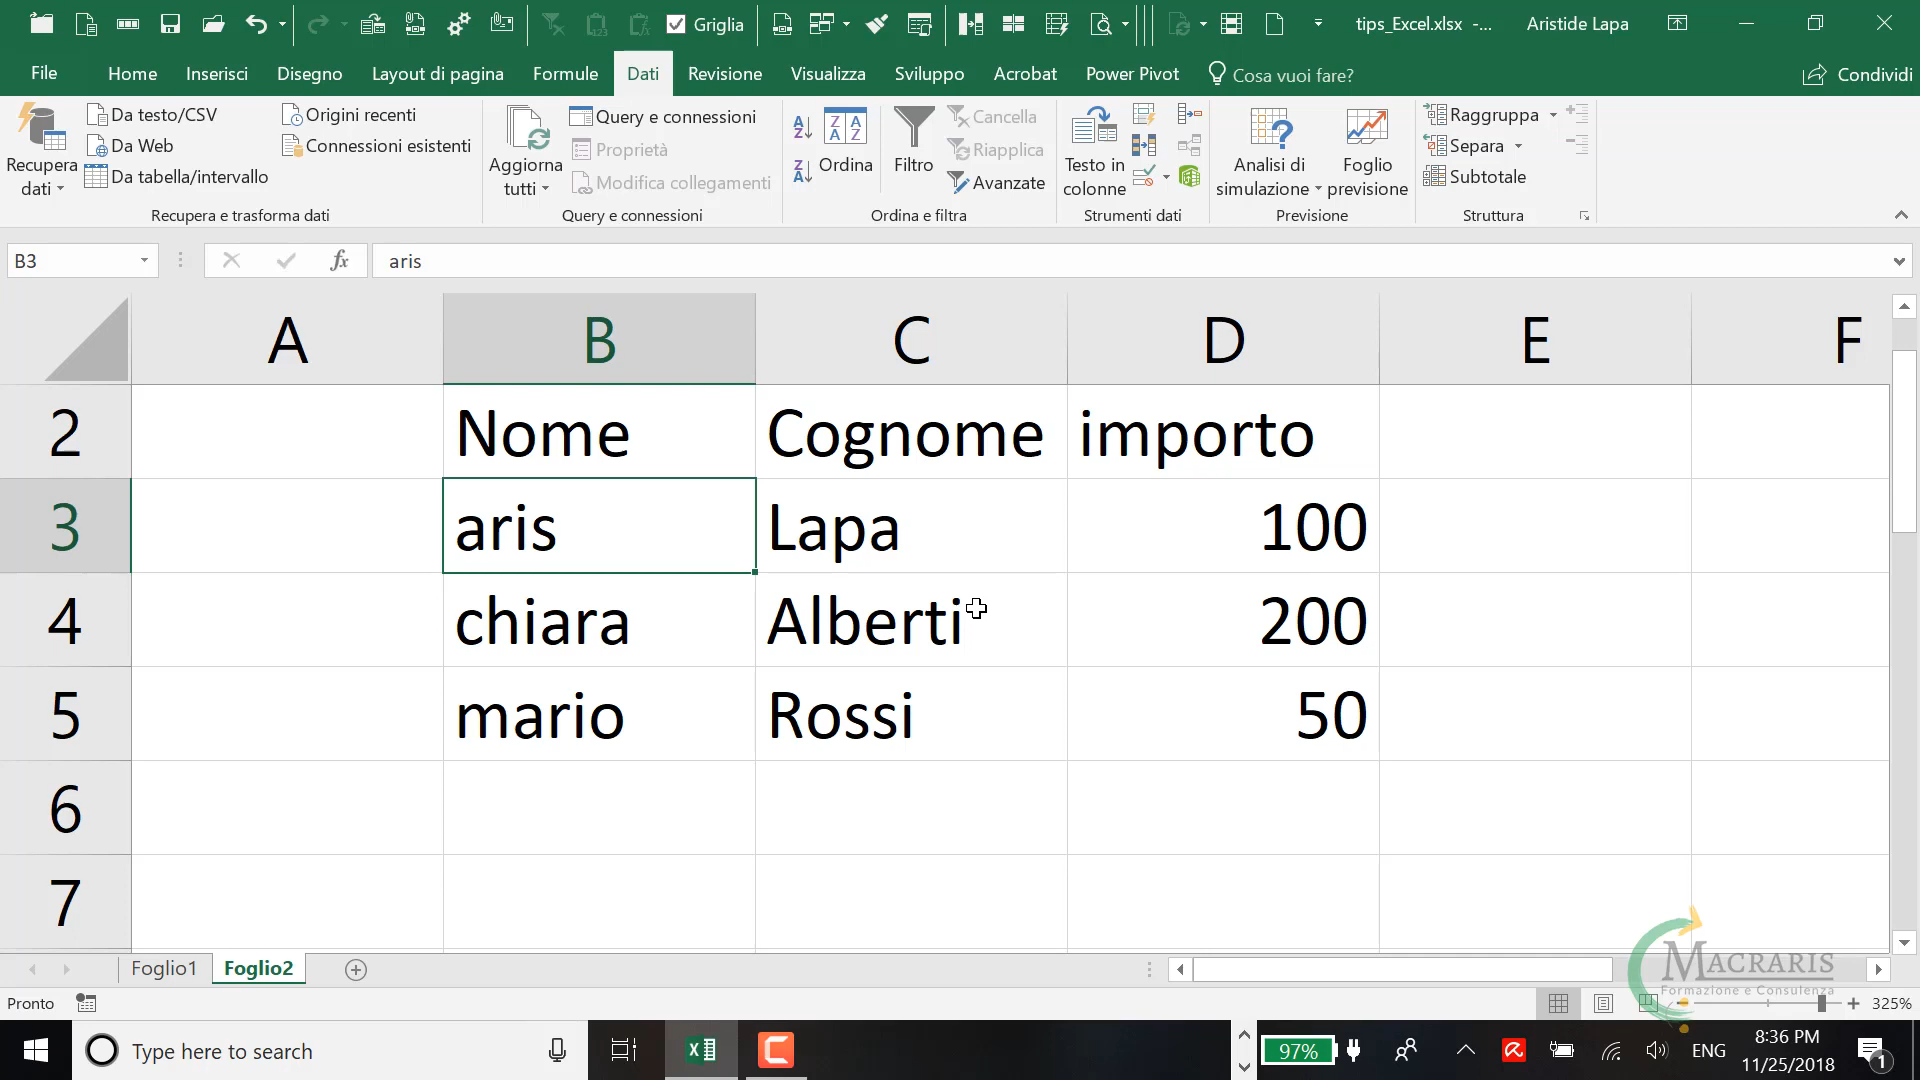 Griglia
tips_Excel.xlsx -...
Aristide Lapa
File Home Inserisci Disegno Layout di pagina Formule Dati Revisione Visualizza Sviluppo Acrobat Power Pivot Cosa vuoi fare? Condividi
Recupera dati
Da testo/CSV
Da Web
Da tabella/intervallo
Origini recenti
Connessioni esistenti
Recupera e trasforma dati
Aggiorna tutti
Query e connessioni
Proprietà
Modifica collegamenti
Query e connessioni
Ordina
Filtro
Cancella
Riapplica
Avanzate
Ordina e filtra
Testo in colonne
Strumenti dati
Analisi di simulazione
Foglio previsione
Previsione
Raggruppa
Separa
Subtotale
Struttura
B3
fx
aris
A B C D E F
2 Nome Cognome importo
3 aris Lapa 100
4 chiara Alberti 200
5 mario Rossi 50
6
7
Foglio1 Foglio2
MACRARIS
Formazione e Consulenza
Pronto
325%
Type here to search
97%
ENG
8:36 PM
11/25/2018
1